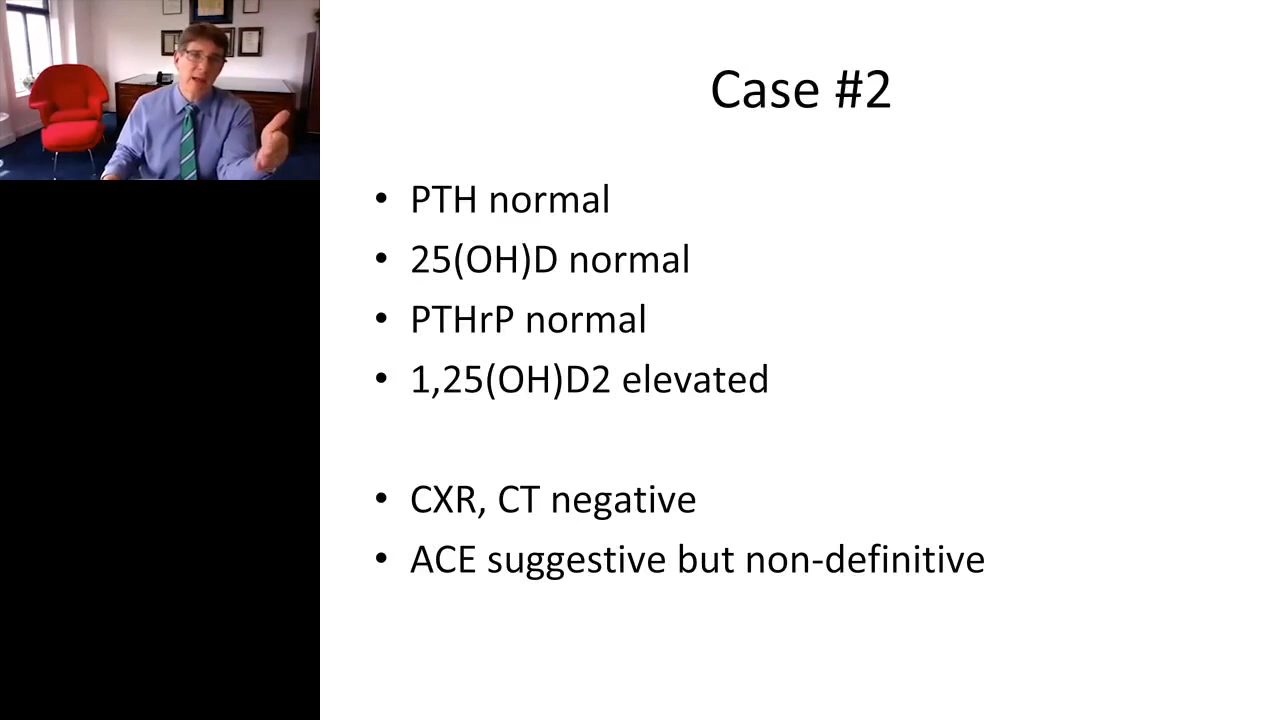 Case #2
• PTH normal
• 25(OH)D normal
• PTHrP normal
• 1,25(OH)D2 elevated
• CXR, CT negative
• ACE suggestive but non-definitive